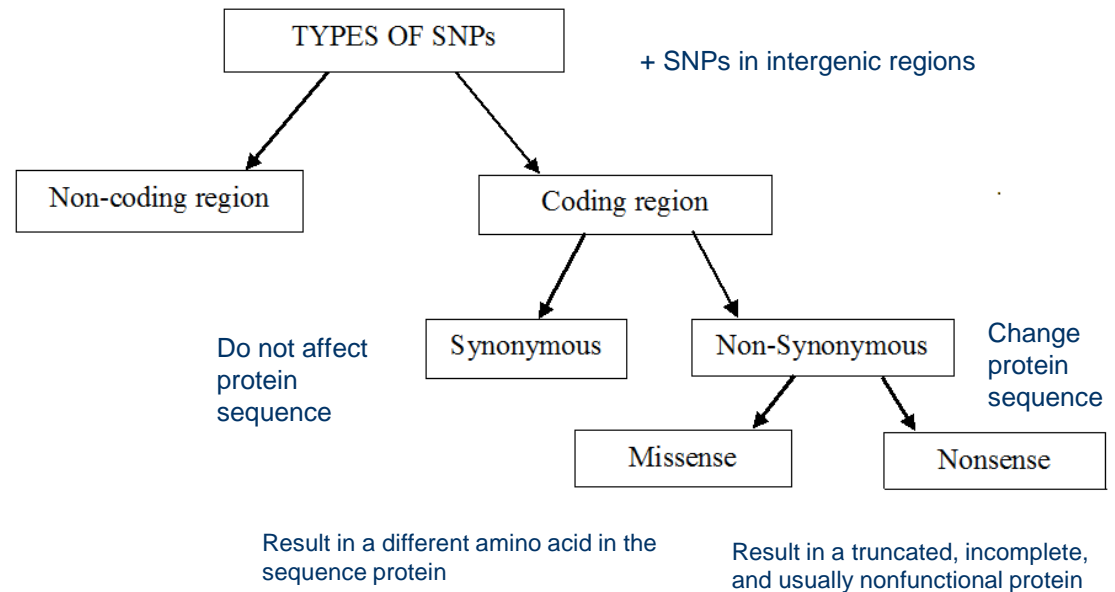 TYPES OF SNPs
+ SNPs in intergenic regions
Non-coding region
Coding region
Do not affect
protein
sequence
Synonymous
Non-Synonymous
Change
protein
sequence
Missense
Nonsense
Result in a different amino acid in the
sequence protein
Result in a truncated, incomplete,
and usually nonfunctional protein